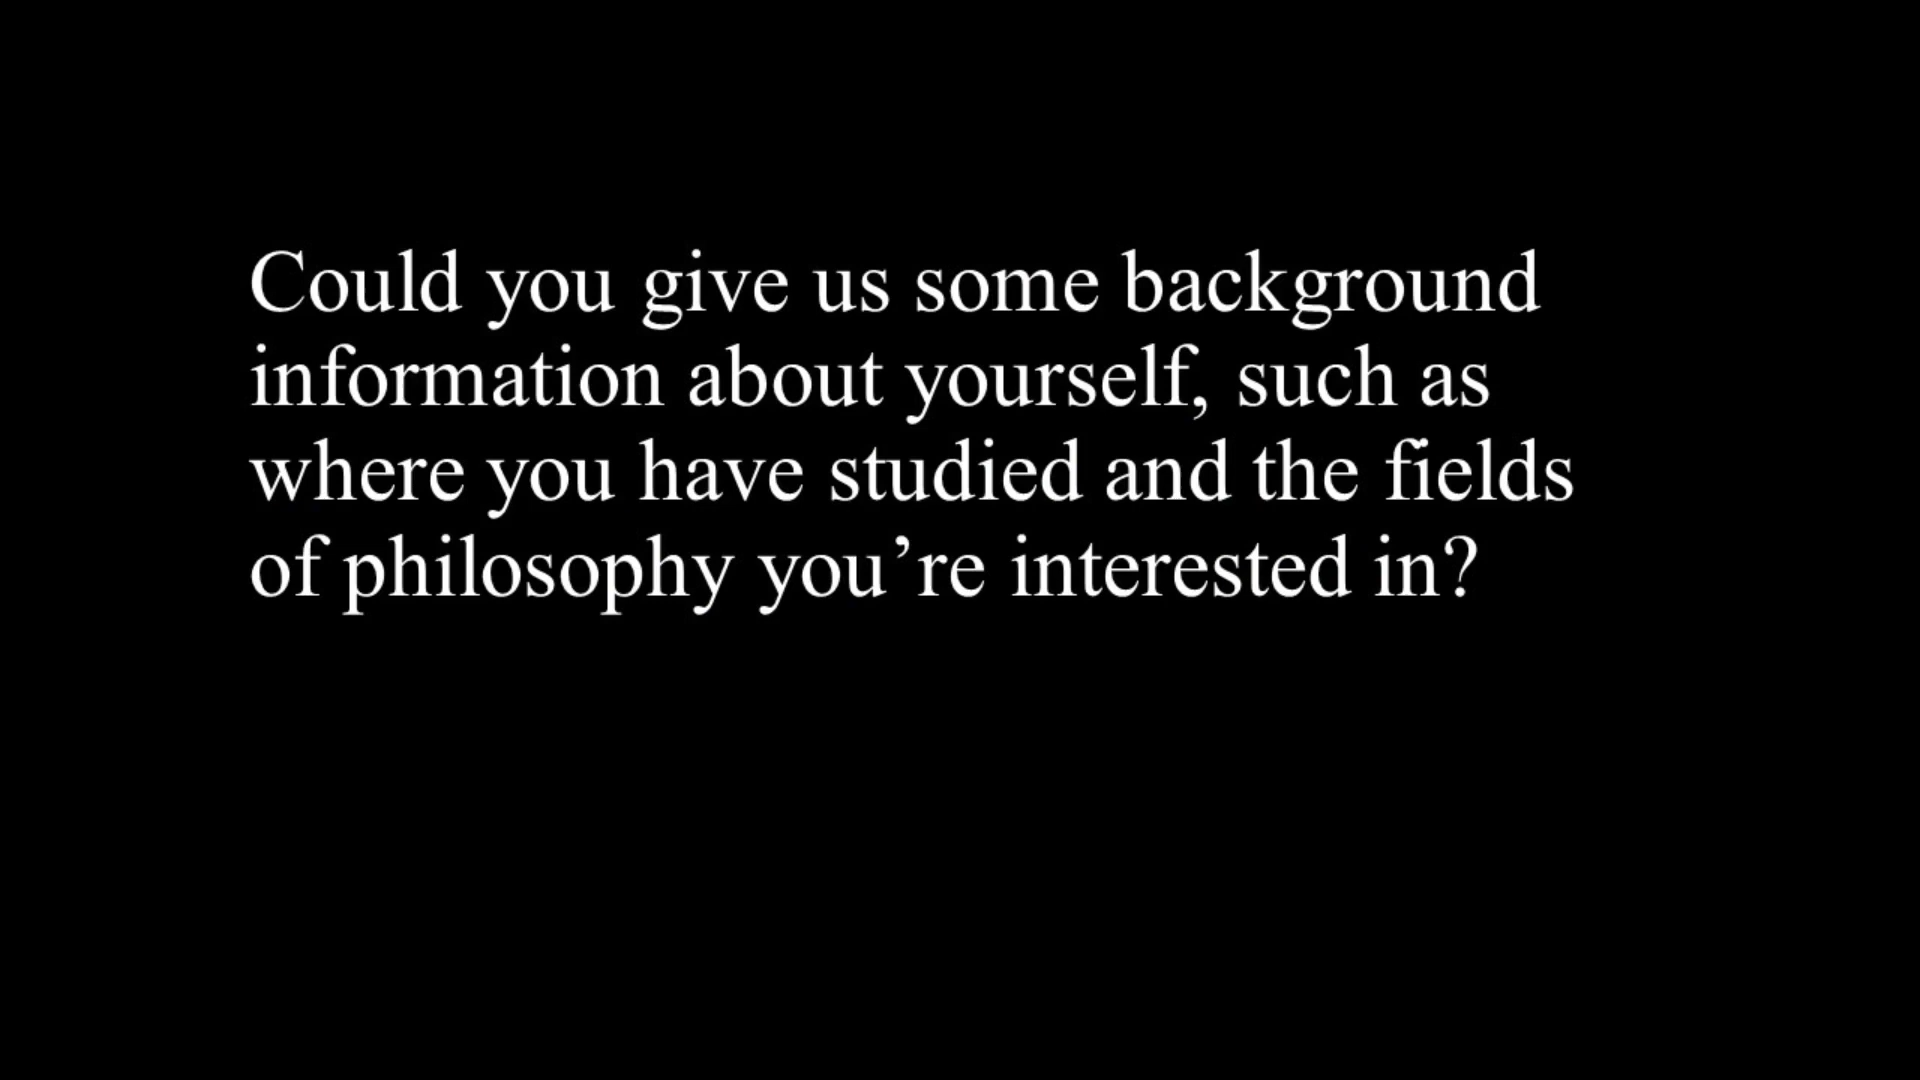 Could you give us some background
information about yourself, such as
where you have studied and the fields
of philosophy you’re interested in?